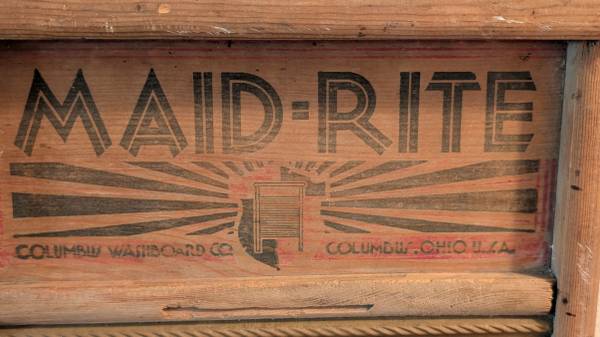 MAID-RITE
COLUMBUS WASHBOARD CO. COLUMBUS, OHIO U.S.A.